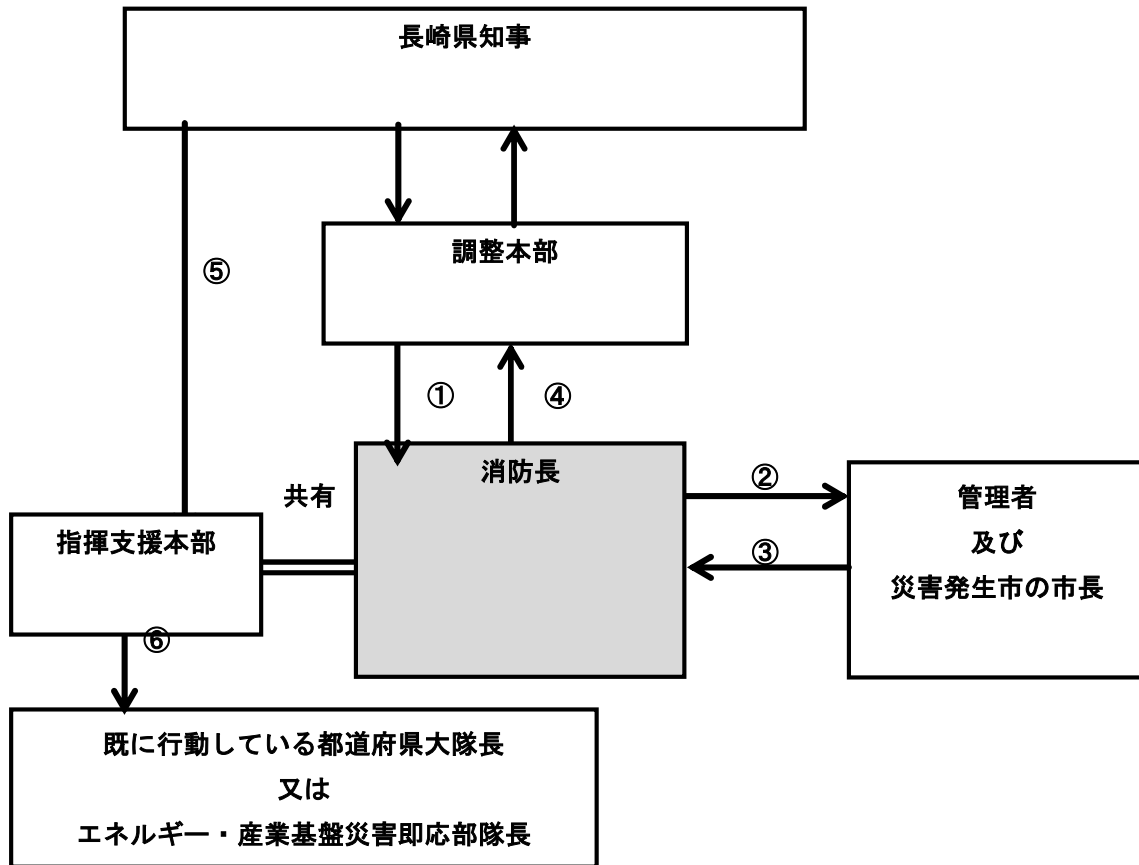 長崎県知事
調整本部
⑤
①
④
消防長
共有
②
③
管理者
及び
災害発生市の市長
指揮支援本部
⑥
既に行動している都道府県大隊長
又は
エネルギー・産業基盤災害即応部隊長